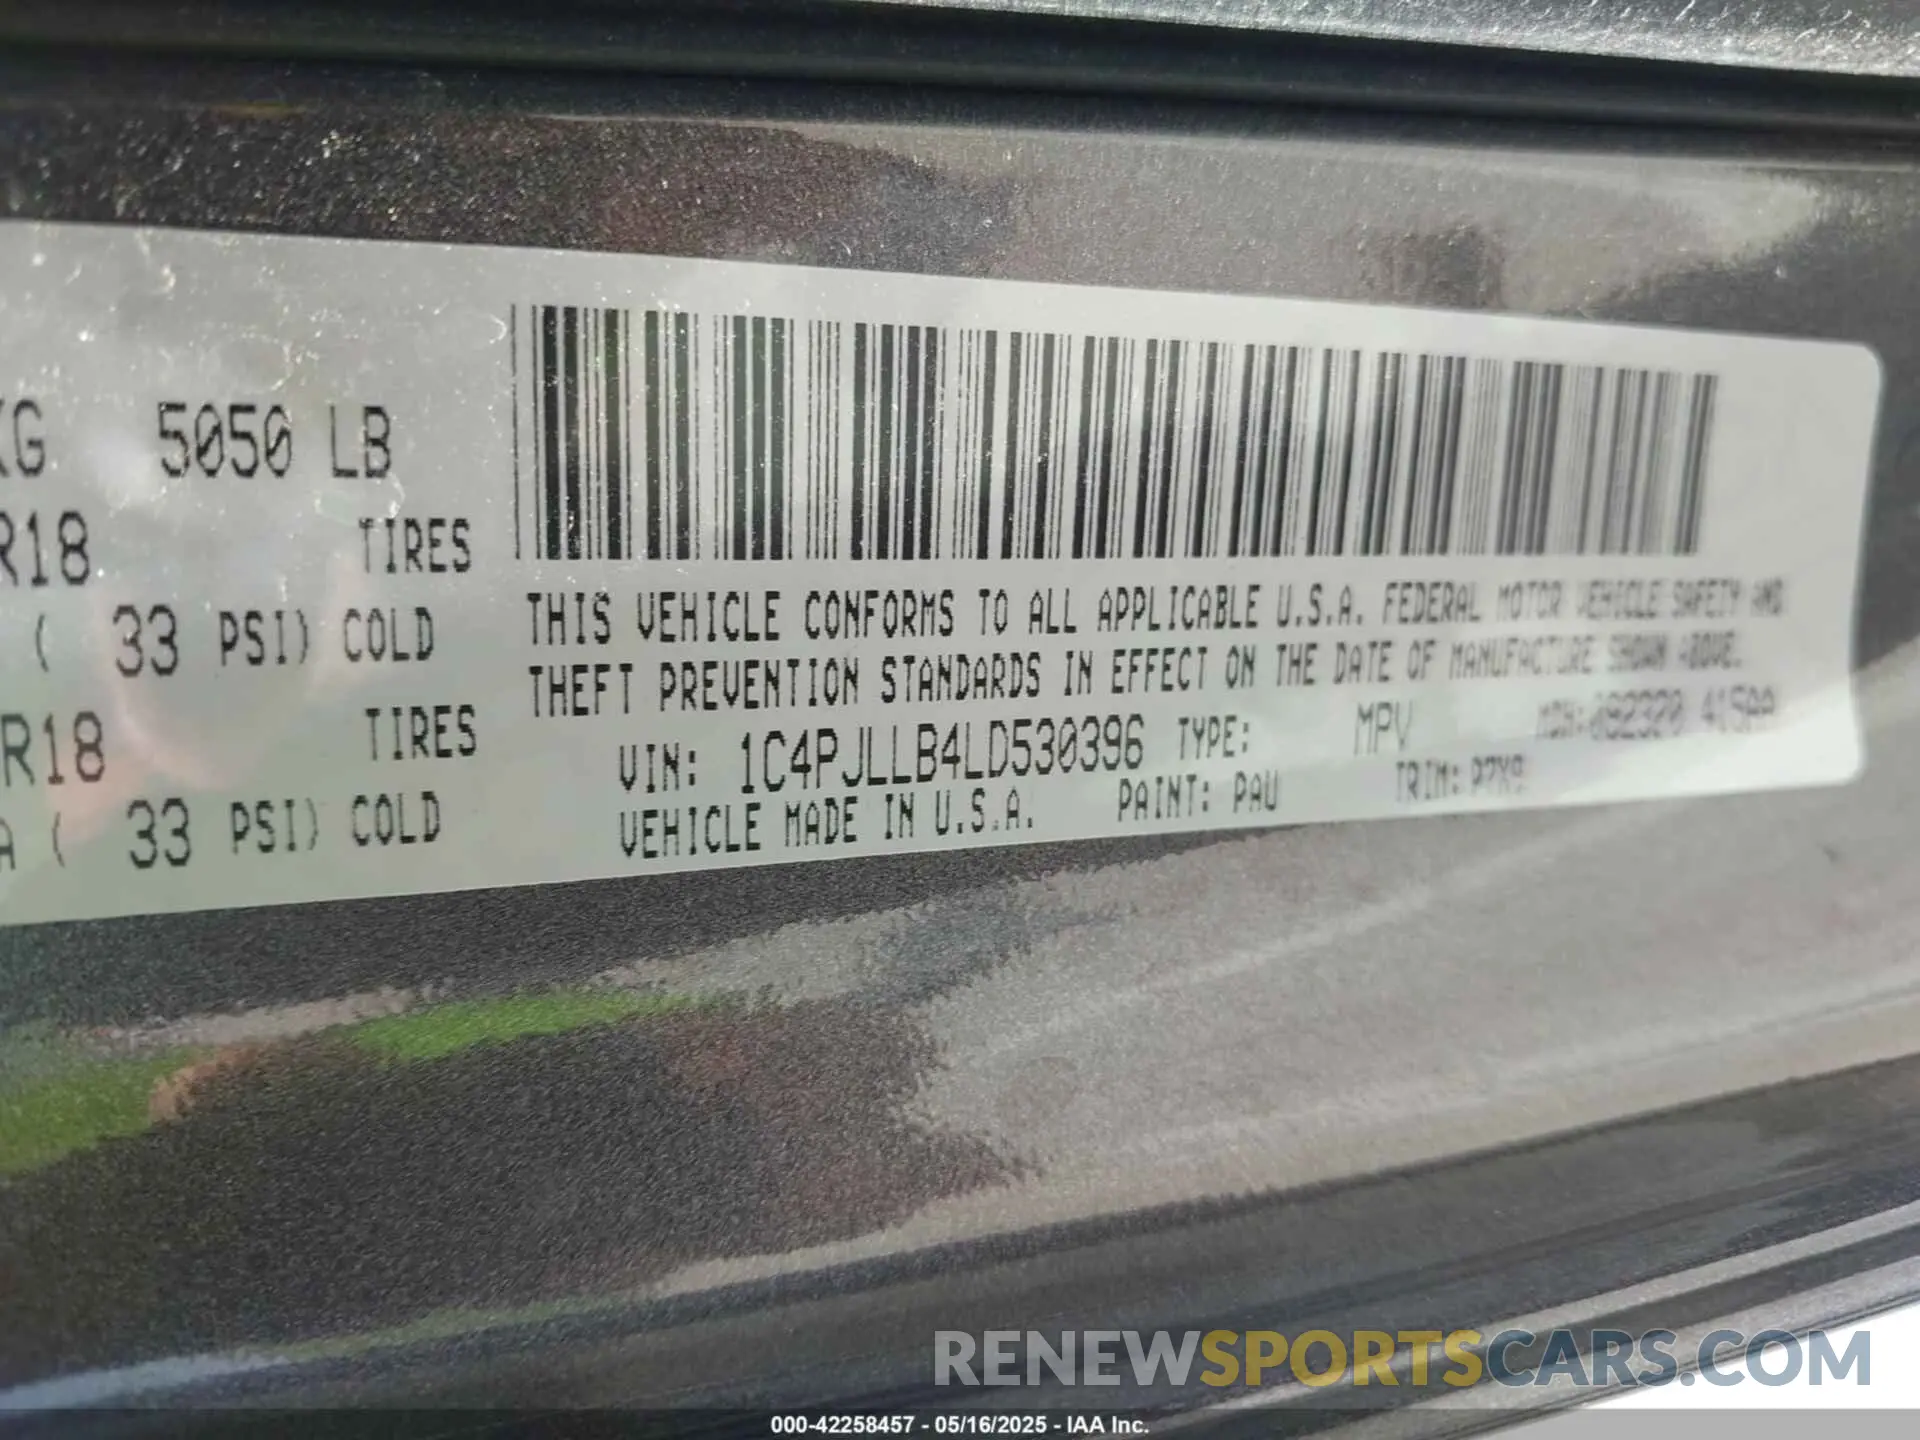 KG 5050 LB
R18 TIRES
( 33 PSI) COLD
R18 TIRES
A ( 33 PSI) COLD
THIS VEHICLE CONFORMS TO ALL APPLICABLE U.S.A. FEDERAL MOTOR VEHICLE SAFETY AND
THEFT PREVENTION STANDARDS IN EFFECT ON THE DATE OF MANUFACTURE SHOWN ABOVE.
VIN: 1C4PJLLB4LD530396 TYPE: MPV MDH:
VEHICLE MADE IN U.S.A. PAINT: PAU TRIM:
RENEWSPORTSCARS.COM
000-42258457 - 05/16/2025 - IAA Inc.